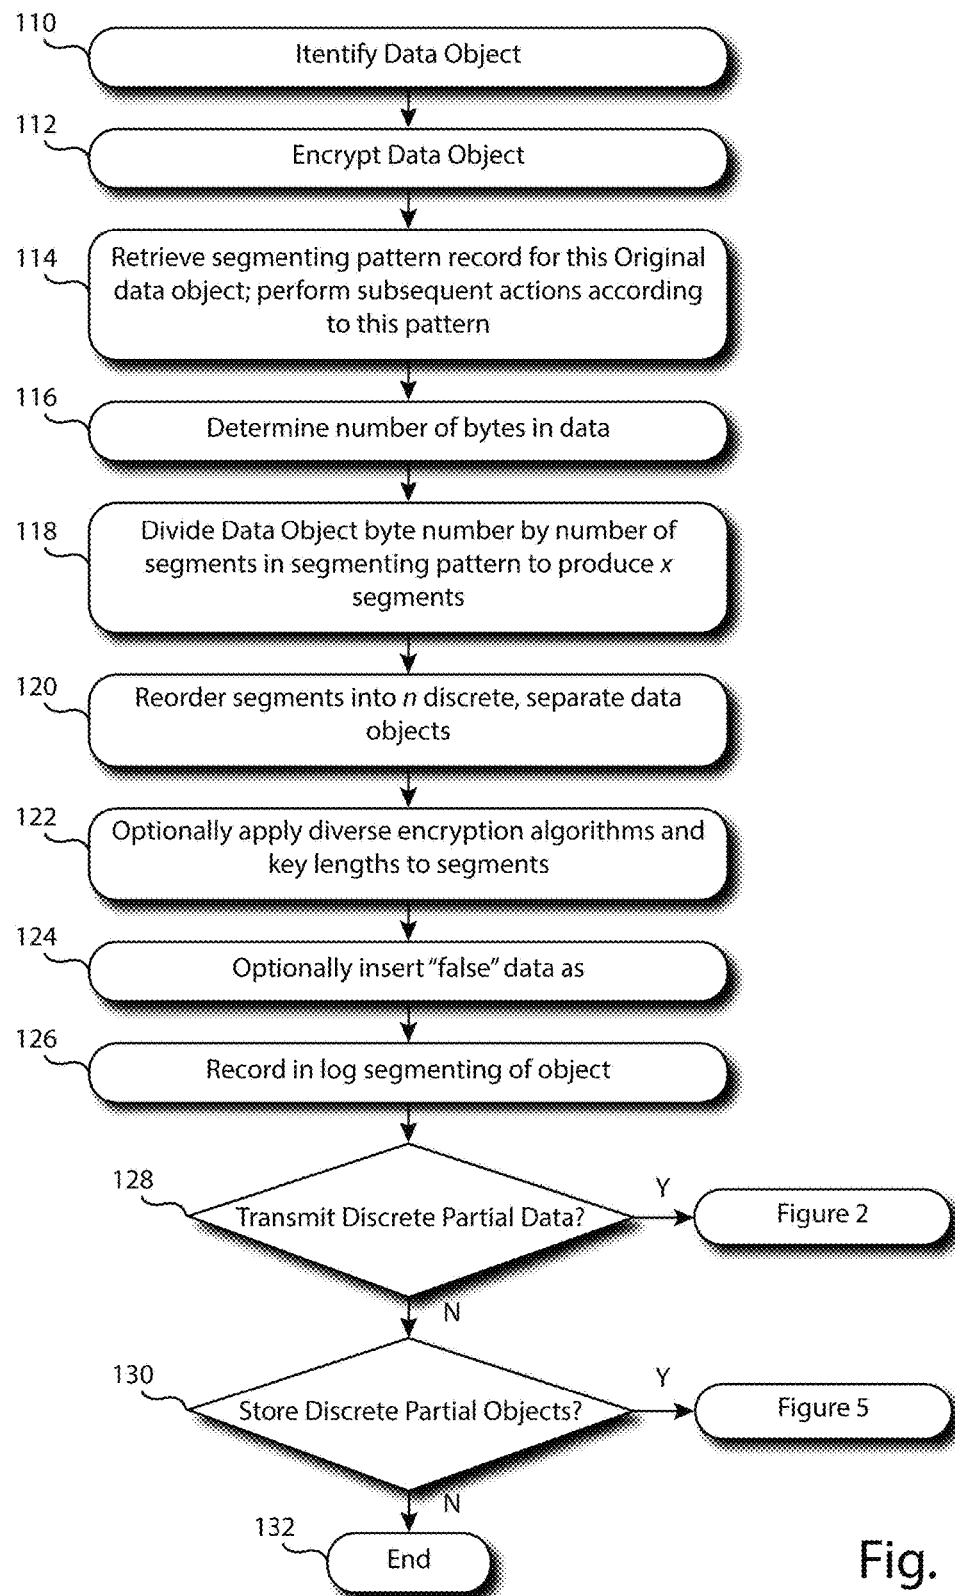 110
Itentify Data Object
112
Encrypt Data Object
114
Retrieve segmenting pattern record for this Original
data object; perform subsequent actions according
to this pattern
116
Determine number of bytes in data
118
Divide Data Object byte number by number of
segments in segmenting pattern to produce x
segments
120
Reorder segments into n discrete, separate data
objects
122
Optionally apply diverse encryption algorithms and
key lengths to segments
124
Optionally insert “false” data as
126
Record in log segmenting of object
128
Transmit Discrete Partial Data?
Y
Figure 2
N
130
Store Discrete Partial Objects?
Y
Figure 5
N
132
End
Fig.